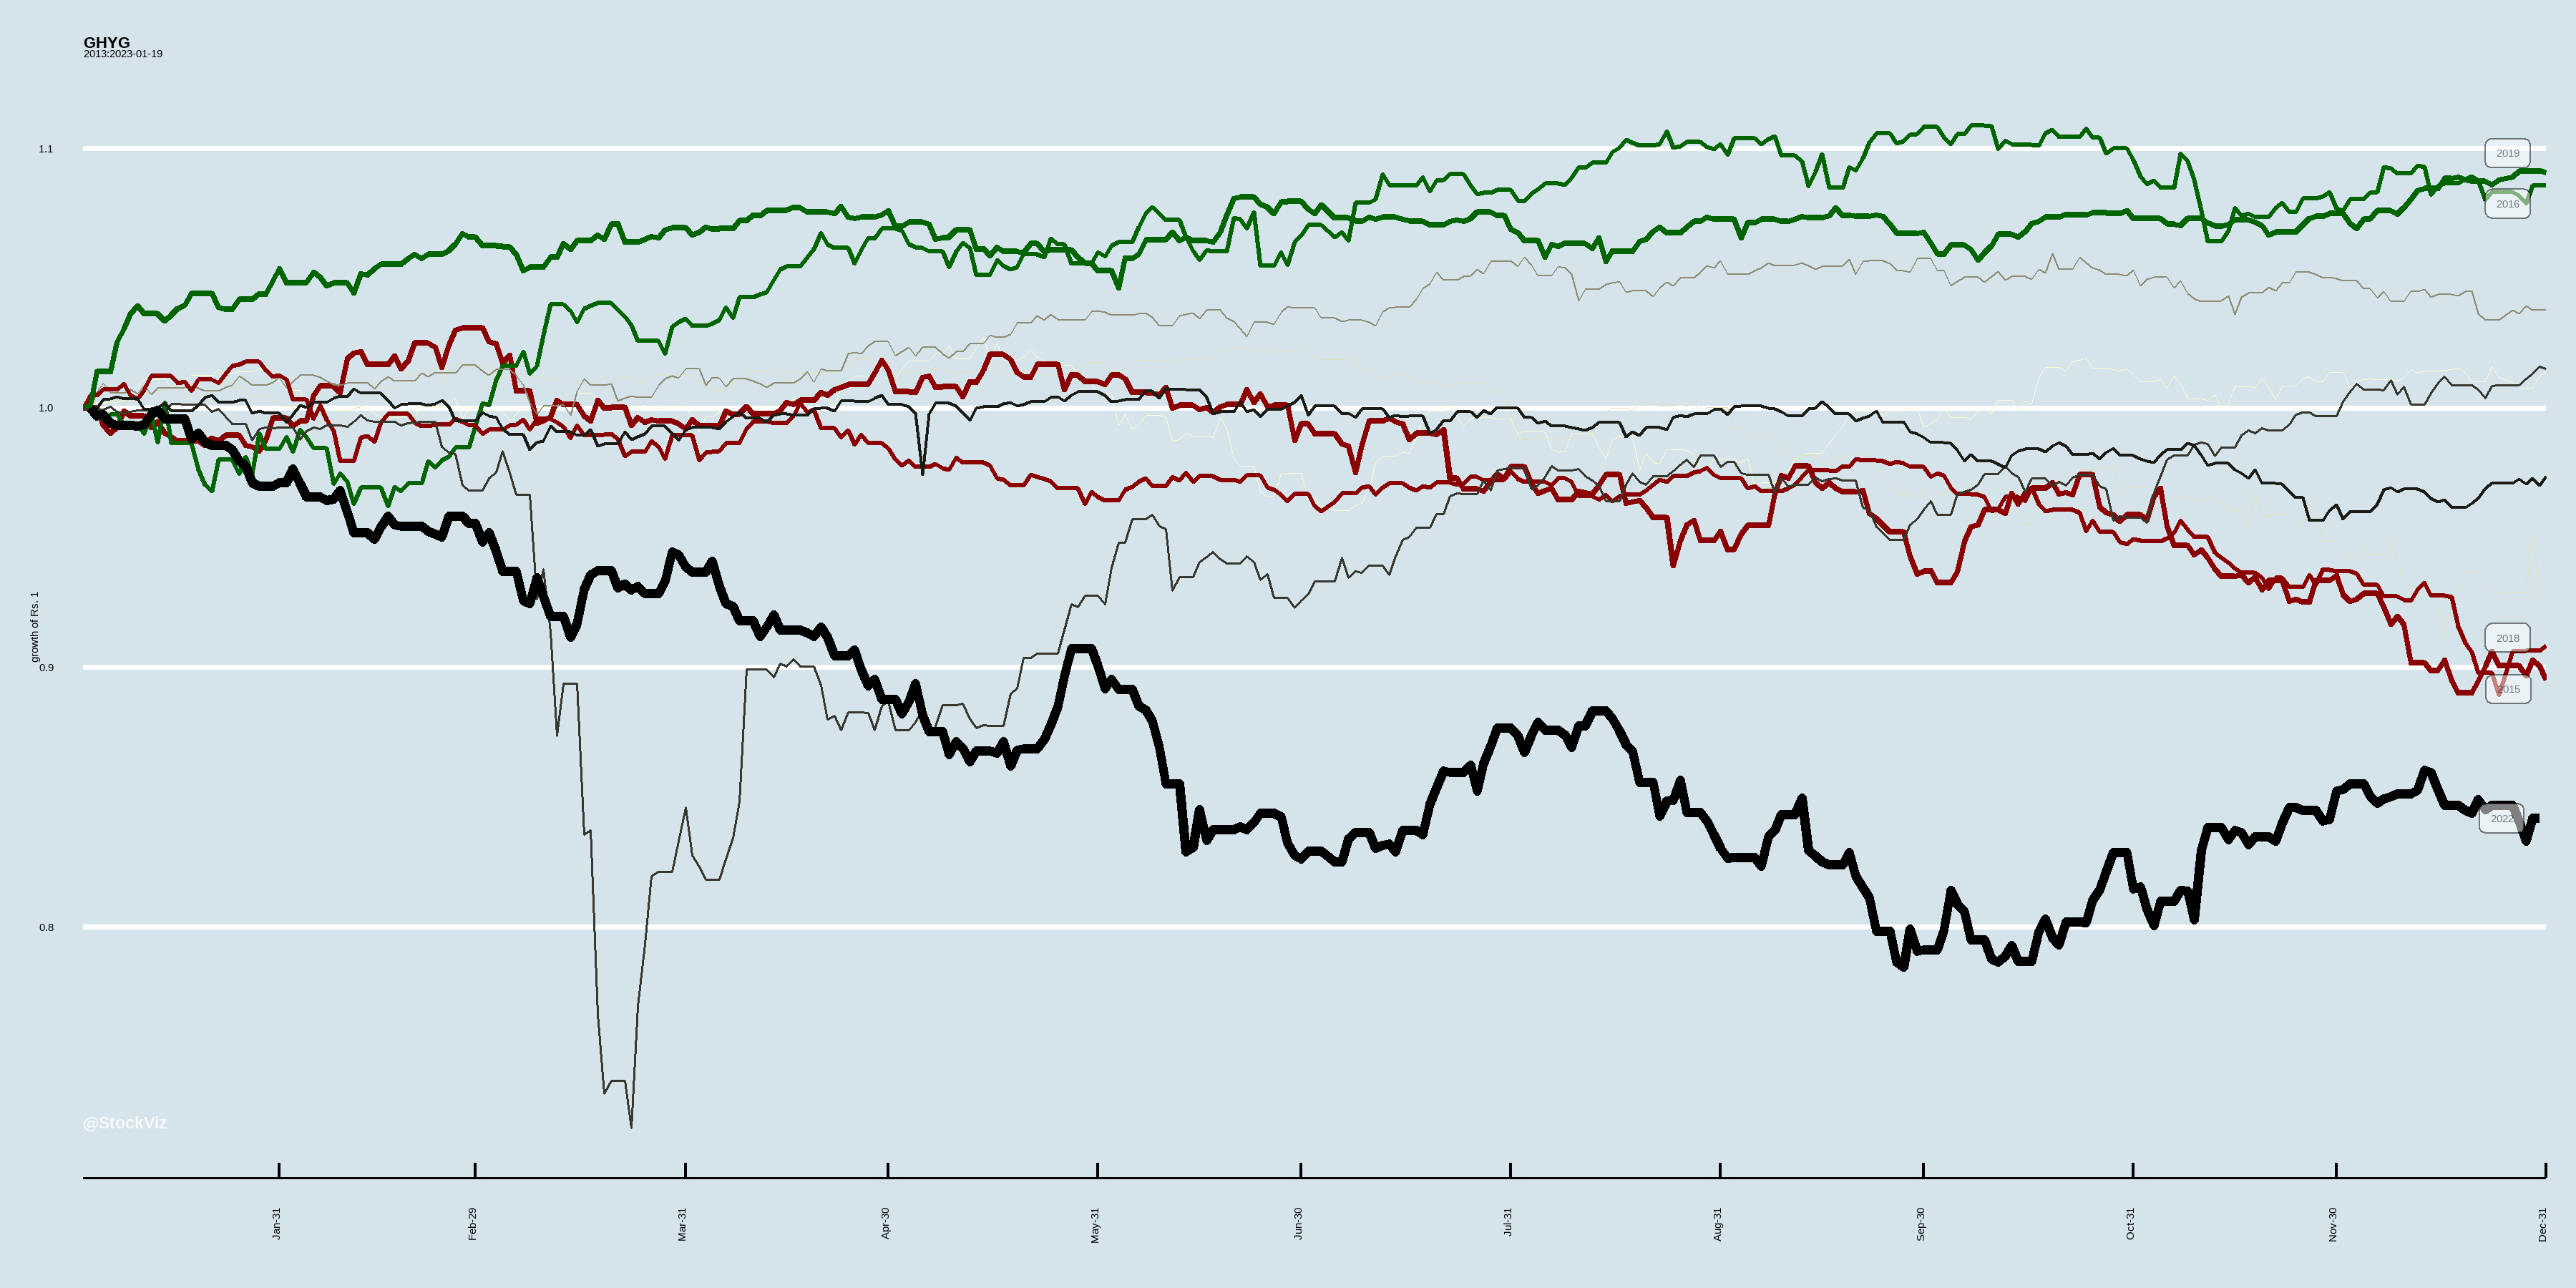 GHYG
2013:2023-01-19
growth of Rs. 1
1.1
1.0
0.9
0.8
2019
2016
2018
2015
2022
@StockViz
Jan-31
Feb-29
Mar-31
Apr-30
May-31
Jun-30
Jul-31
Aug-31
Sep-30
Oct-31
Nov-30
Dec-31